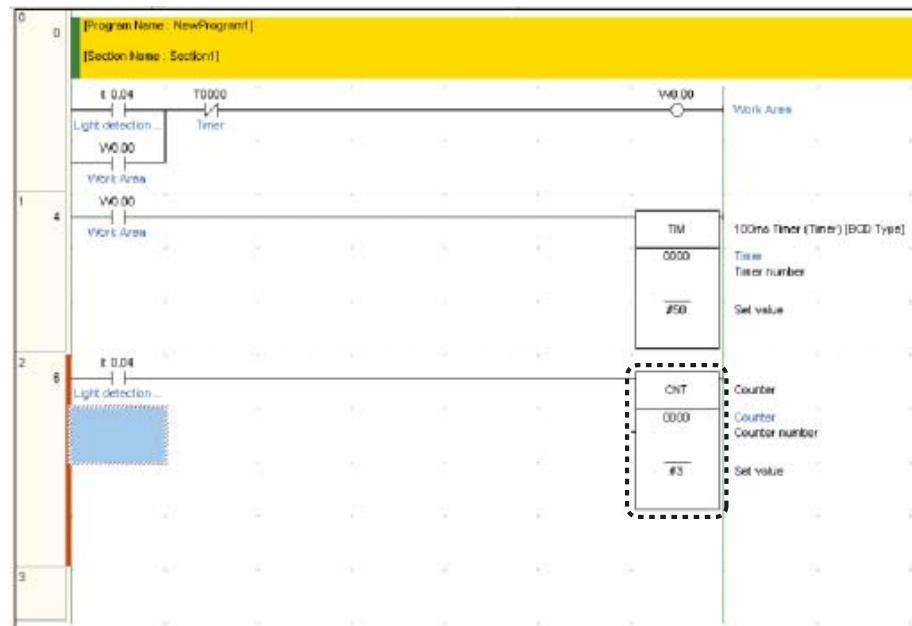 0
0
[Program Name : NewProgram1]
[Section Name : Section1]
I: 0.04 T0000 W0.00
Light detection ... Timer Work Area
W0.00
Work Area
1
4
W0.00
Work Area
TIM 100ms Timer (Timer) [BCD Type]
0000 Timer
Timer number
#50 Set value
2
6
I: 0.04
Light detection ...
CNT Counter
0000 Counter
Counter number
#3 Set value
3